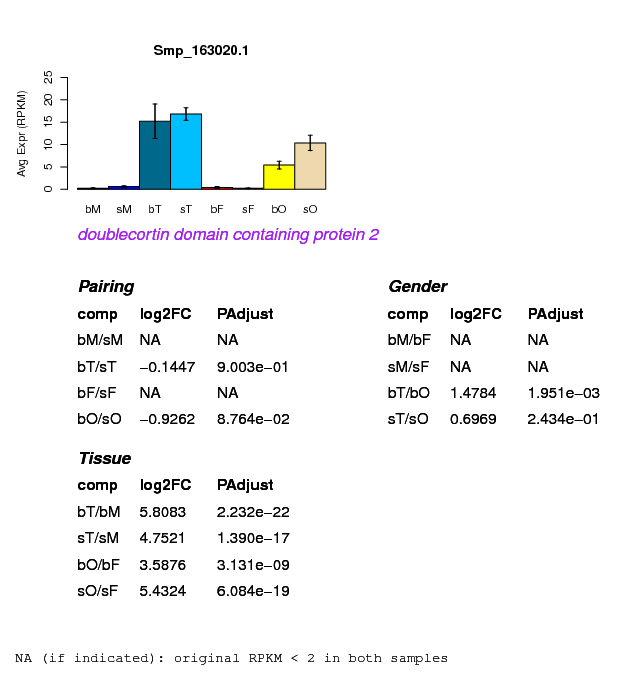 Smp_163020.1
Avg Expr (RPKM)
25
20
15
10
5
0
bM sM bT sT bF sF bO sO
doublecortin domain containing protein 2
Pairing
comp log2FC PAdjust
bM/sM NA NA
bT/sT −0.1447 9.003e−01
bF/sF NA NA
bO/sO −0.9262 8.764e−02
Gender
comp log2FC PAdjust
bM/bF NA NA
sM/sF NA NA
bT/bO 1.4784 1.951e−03
sT/sO 0.6969 2.434e−01
Tissue
comp log2FC PAdjust
bT/bM 5.8083 2.232e−22
sT/sM 4.7521 1.390e−17
bO/bF 3.5876 3.131e−09
sO/sF 5.4324 6.084e−19
NA (if indicated): original RPKM < 2 in both samples